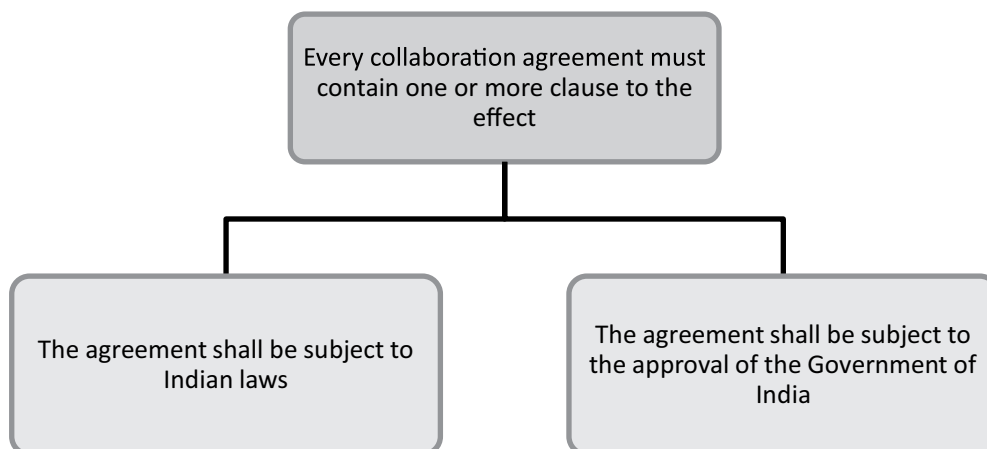 Every collaboration agreement must
contain one or more clause to the
effect
The agreement shall be subject to
Indian laws
The agreement shall be subject to
the approval of the Government of
India